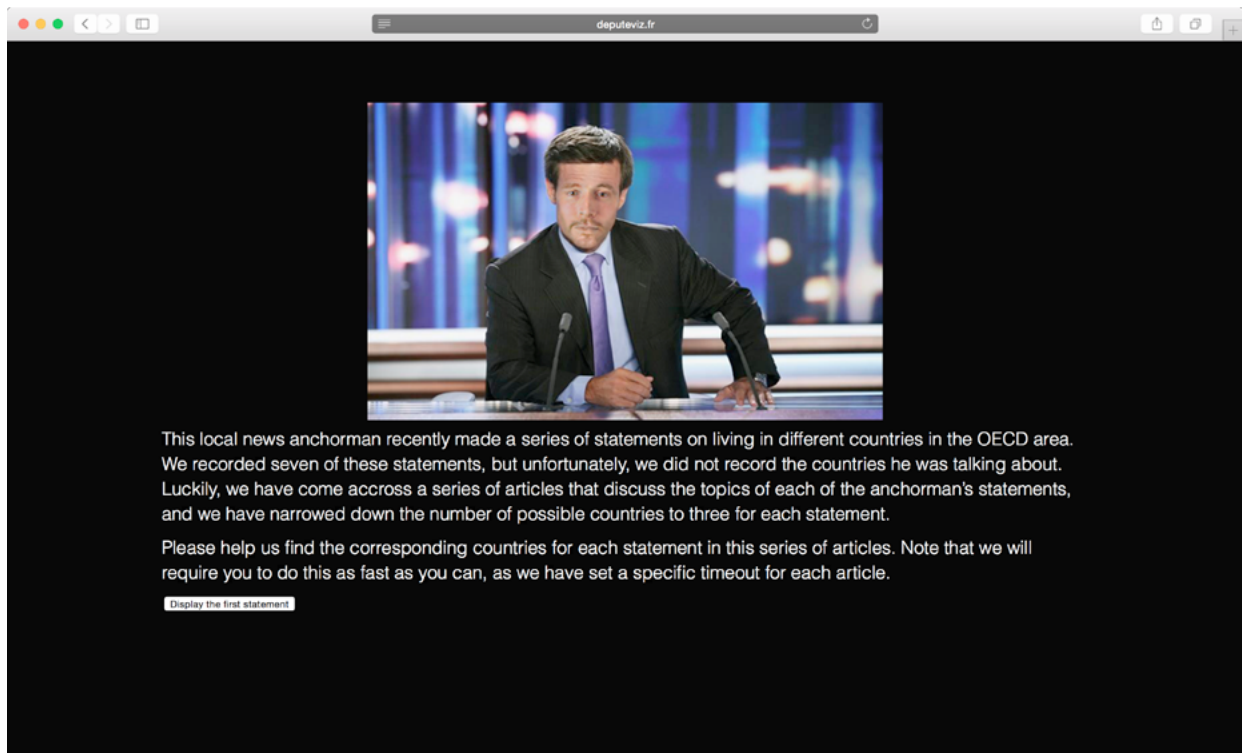 deputeviz.fr
This local news anchorman recently made a series of statements on living in different countries in the OECD area.
We recorded seven of these statements, but unfortunately, we did not record the countries he was talking about.
Luckily, we have come accross a series of articles that discuss the topics of each of the anchorman's statements,
and we have narrowed down the number of possible countries to three for each statement.
Please help us find the corresponding countries for each statement in this series of articles. Note that we will
require you to do this as fast as you can, as we have set a specific timeout for each article.
Display the first statement